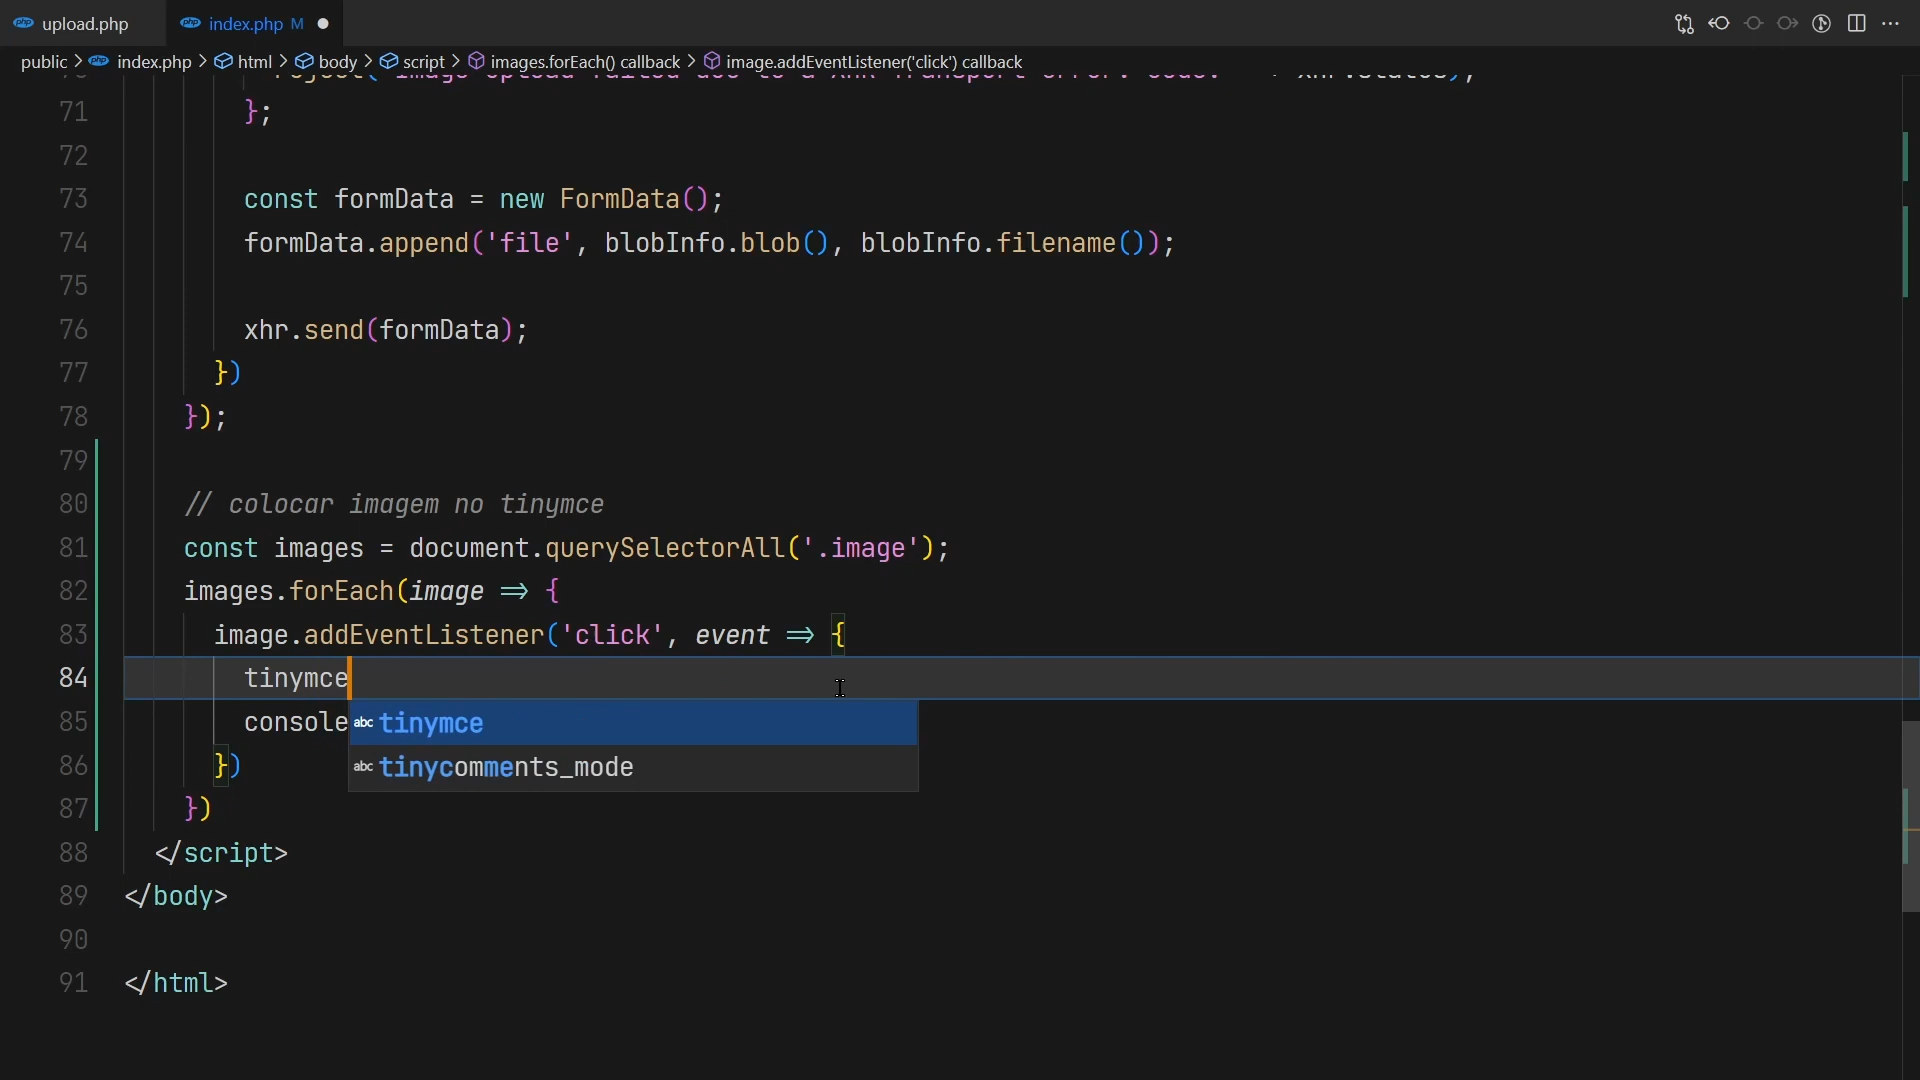 upload.php
index.php M
public > index.php > html > body > script > images.forEach() callback > image.addEventListener('click') callback
71 };
72
73 const formData = new FormData();
74 formData.append('file', blobInfo.blob(), blobInfo.filename());
75
76 xhr.send(formData);
77 })
78 });
79
80 // colocar imagem no tinymce
81 const images = document.querySelectorAll('.image');
82 images.forEach(image => {
83 image.addEventListener('click', event => {
84 tinymce
85 console
abc tinymce
86 })
abc tinycomments_mode
87 })
88 </script>
89 </body>
90
91 </html>